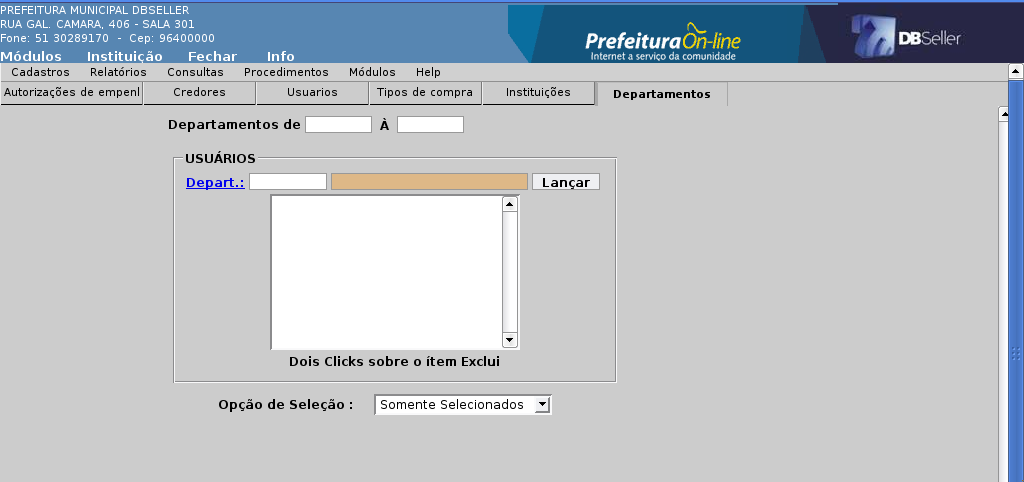 PREFEITURA MUNICIPAL DBSELLER
RUA GAL. CAMARA, 406 - SALA 301
Fone: 51 30289170 - Cep: 96400000
Prefeitura On-line
Internet a serviço da comunidade
DBSeller
Módulos Instituição Fechar Info
Cadastros Relatórios Consultas Procedimentos Módulos Help
Autorizações de empenl Credores Usuarios Tipos de compra Instituições Departamentos
Departamentos de À
USUÁRIOS
Depart.: Lançar
Dois Clicks sobre o ítem Exclui
Opção de Seleção : Somente Selecionados